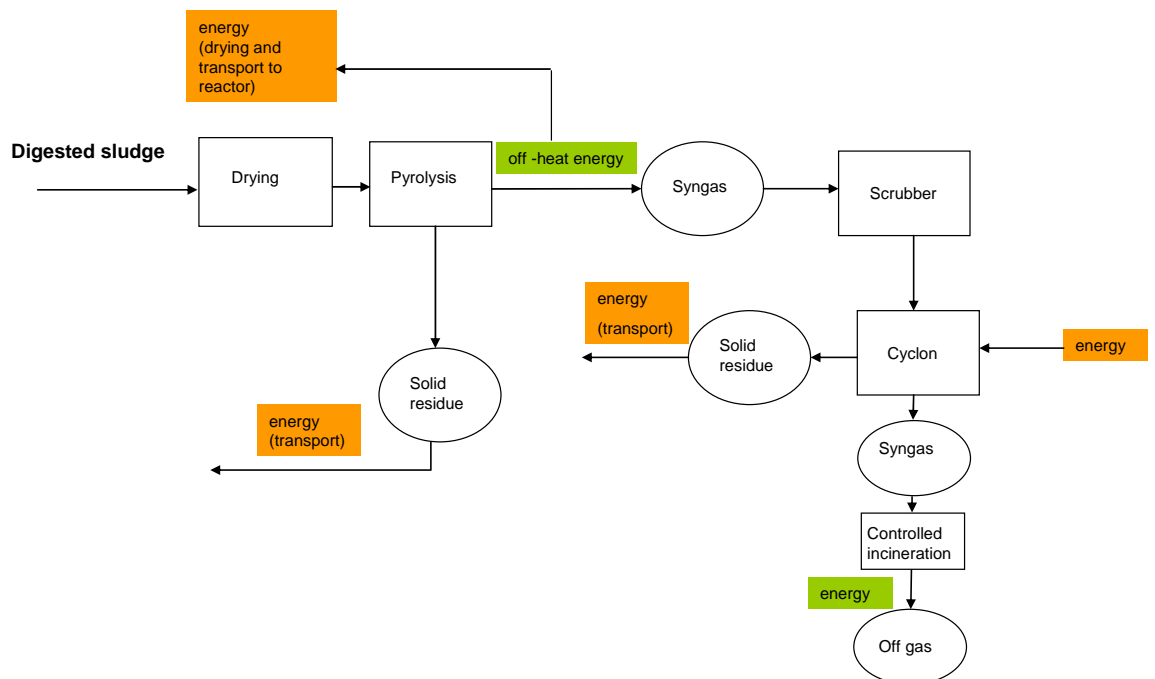 energy
(drying and
transport to
reactor)
Digested sludge
Drying
Pyrolysis
off -heat energy
Syngas
Scrubber
energy
(transport)
Solid
residue
Cyclon
energy
Solid
residue
energy
(transport)
Syngas
Controlled
incineration
energy
Off gas